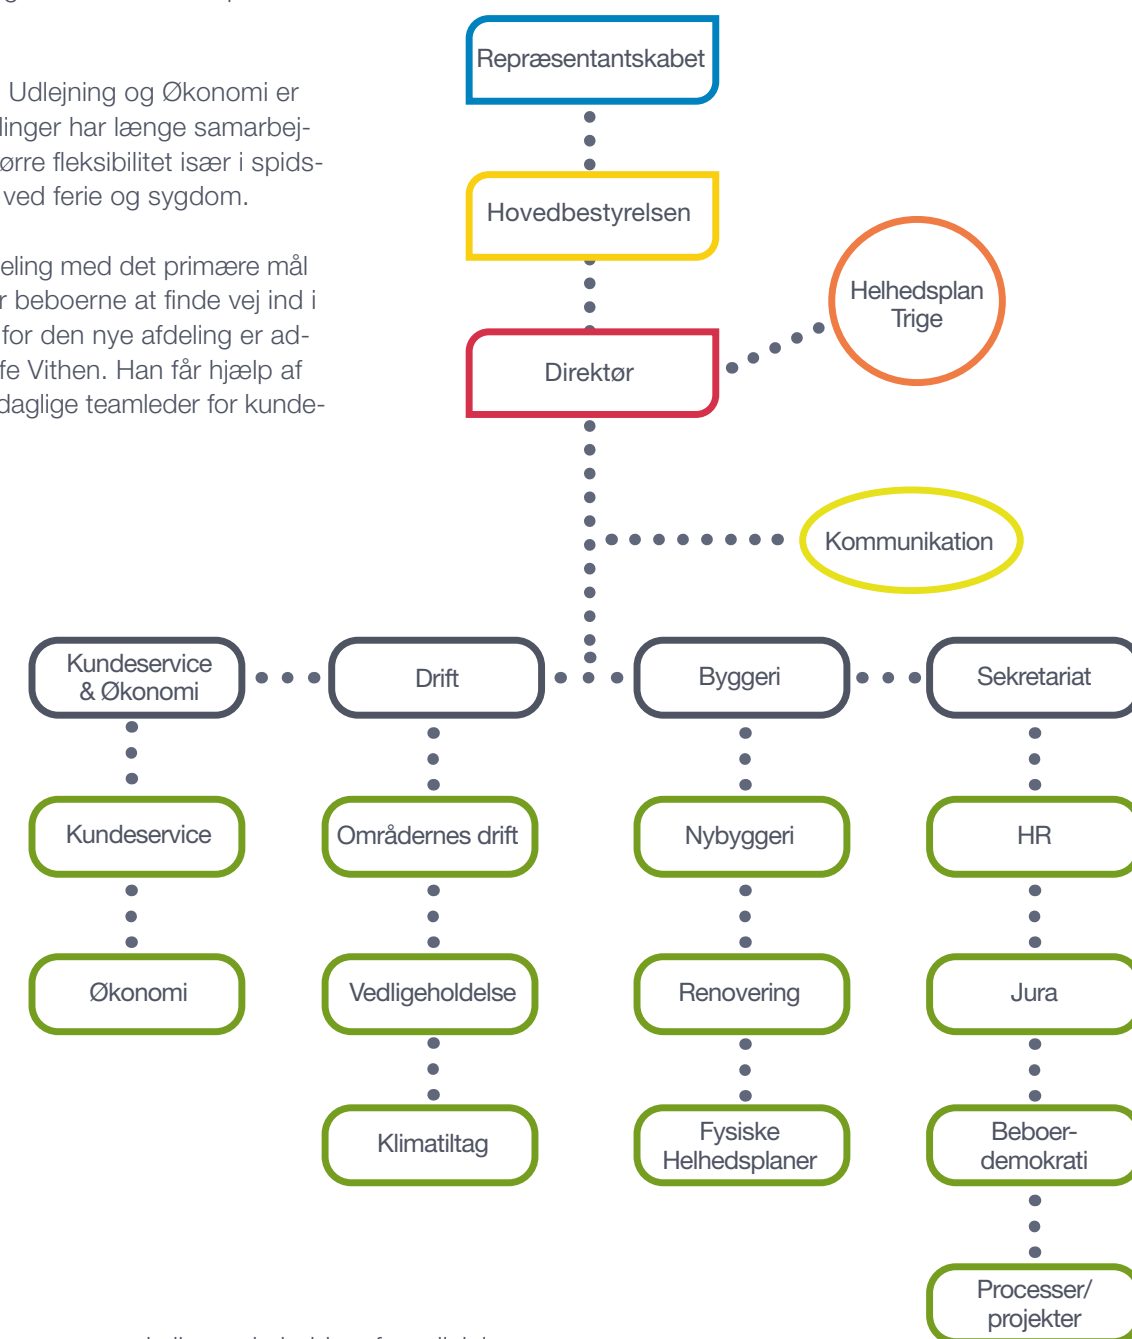 Udlejning og Økonomi er
linger har længe samarbej-
ørre fleksibilitet især i spids-
ved ferie og sygdom.
eling med det primære mål
r beboerne at finde vej ind i
for den nye afdeling er ad-
fe Vithen. Han får hjælp af
daglige teamleder for kunde-
Repræsentantskabet
Hovedbestyrelsen
Direktør
Helhedsplan
Trige
Kommunikation
Kundeservice
& Økonomi
Drift
Byggeri
Sekretariat
Kundeservice
Områdernes drift
Nybyggeri
HR
Økonomi
Vedligeholdelse
Renovering
Jura
Klimatiltag
Fysiske
Helhedsplaner
Beboer-
demokrati
Processer/
projekter